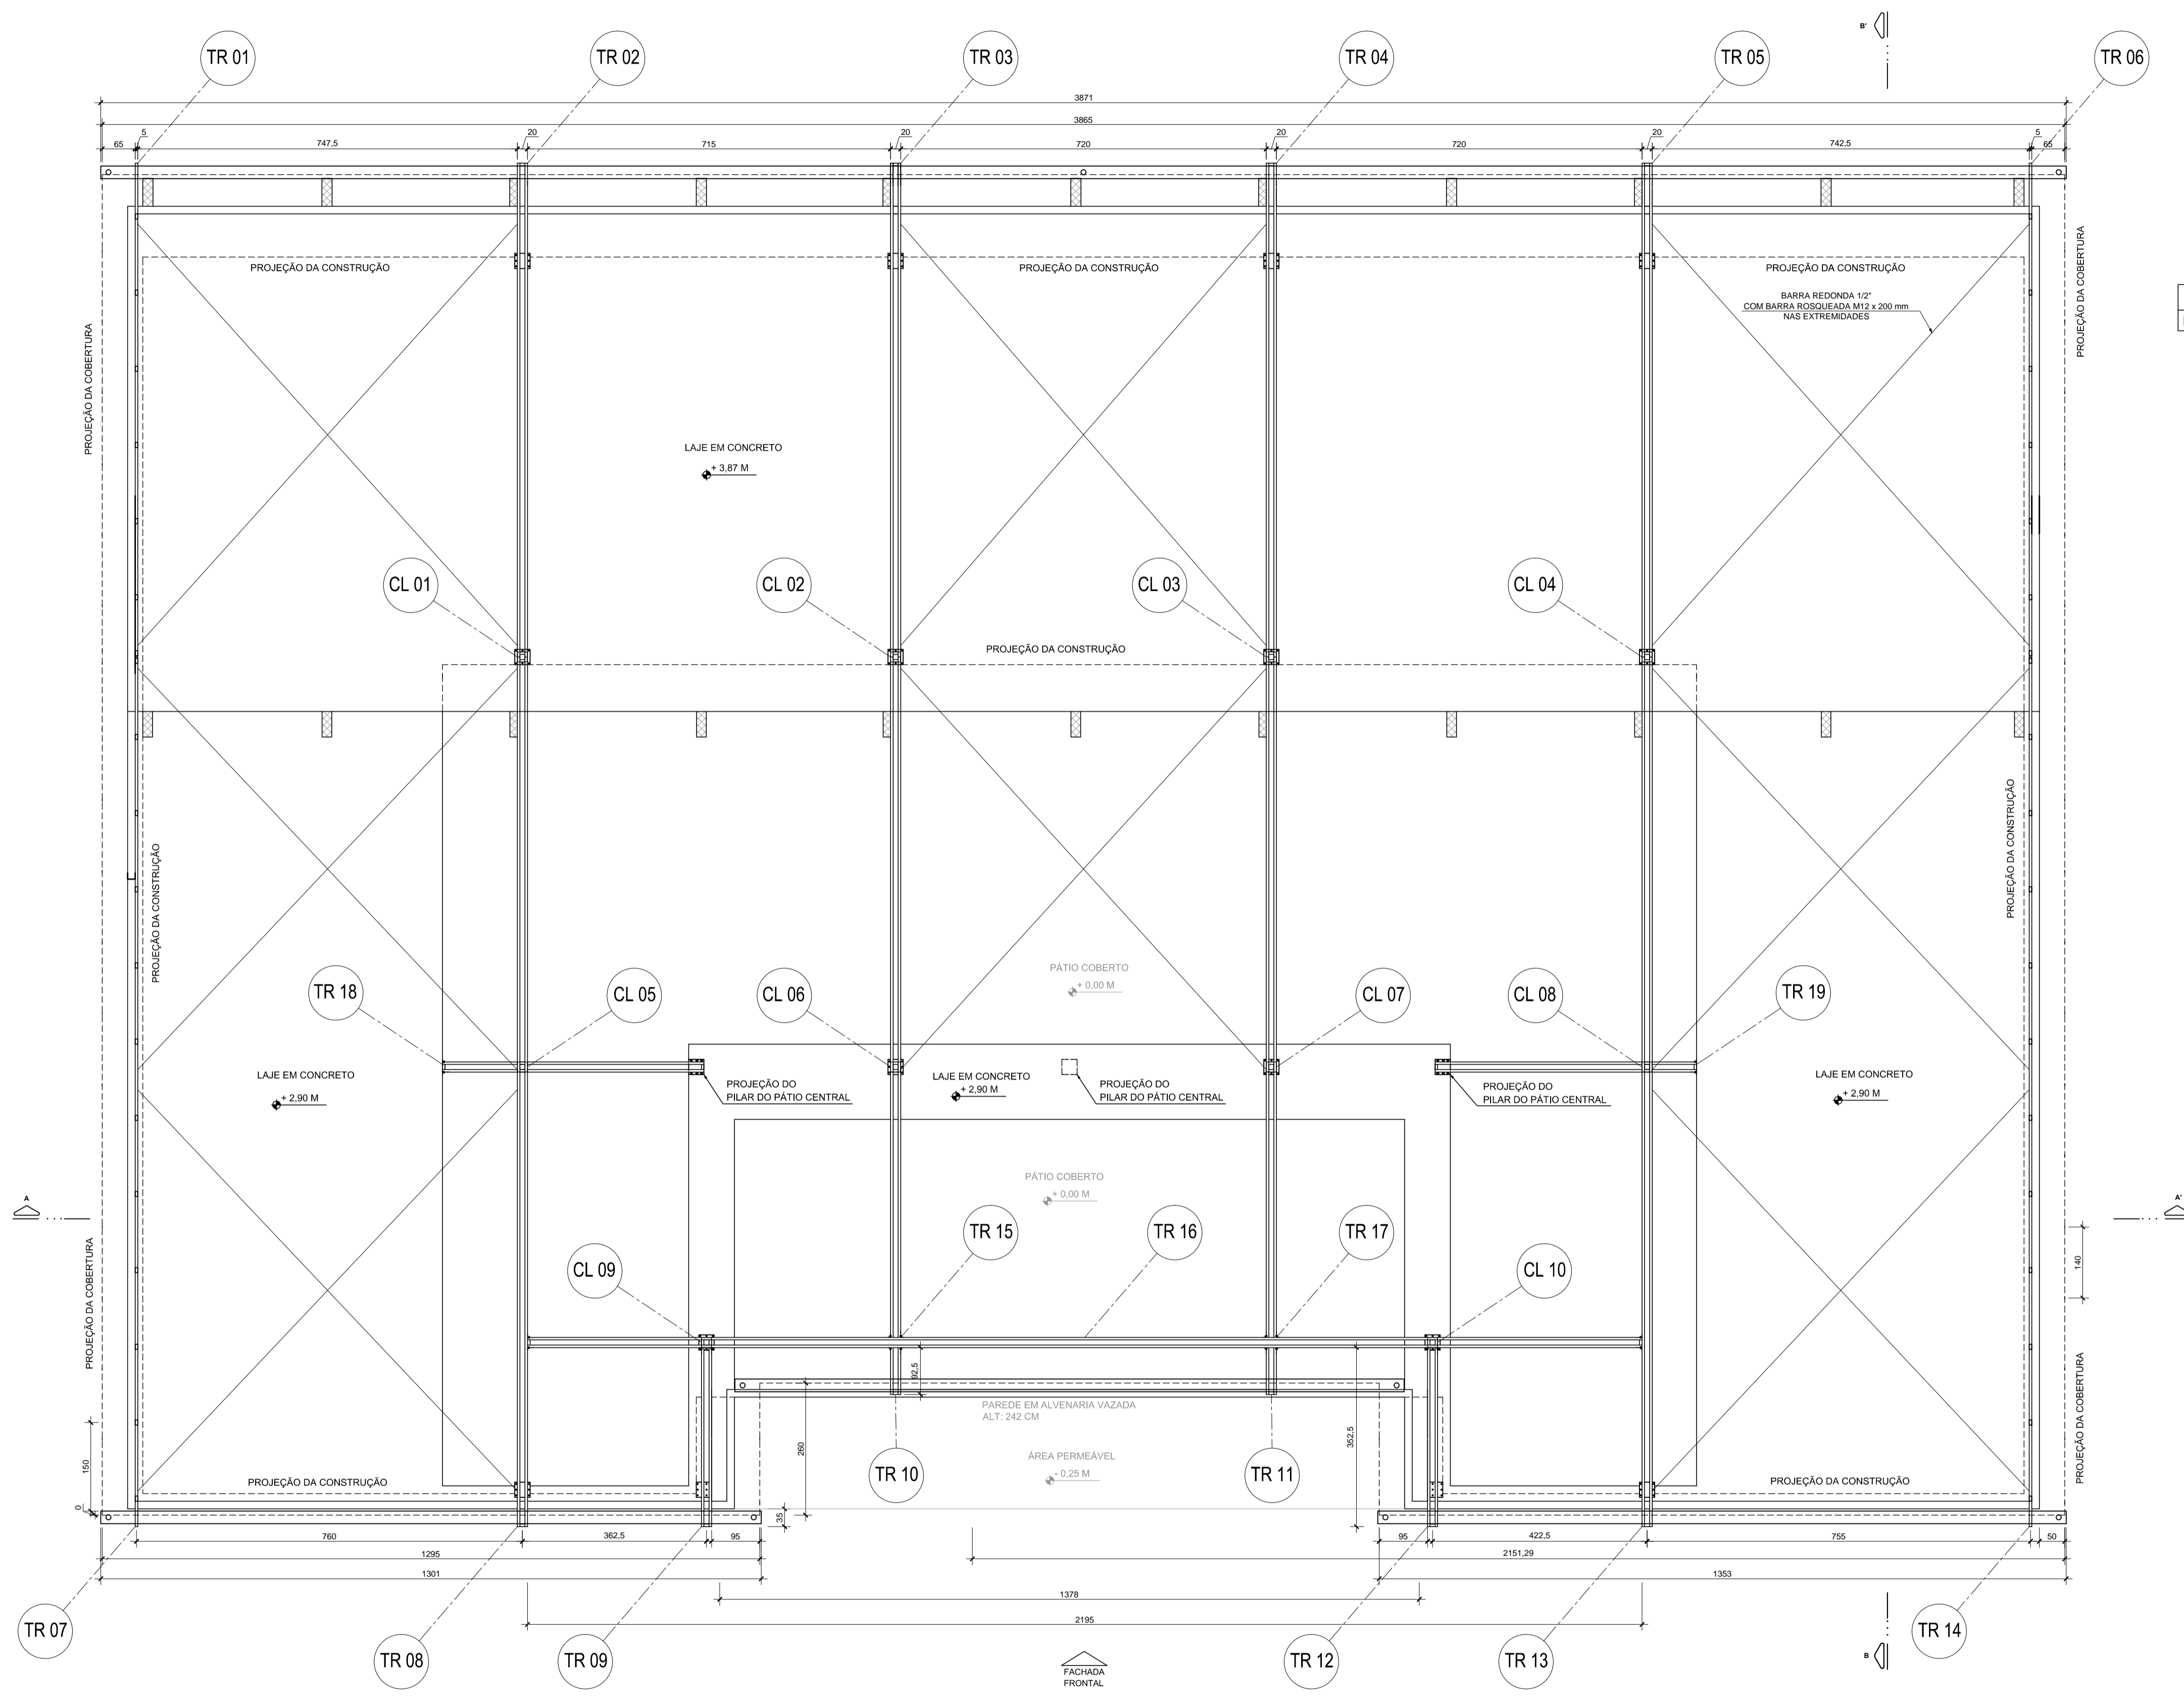 B'
TR 01
TR 02
TR 03
TR 04
TR 05
TR 06
3871
3865
65
5
747,5
20
715
20
720
20
720
20
742,5
5
65
PROJEÇÃO DA COBERTURA
PROJEÇÃO DA COBERTURA
PROJEÇÃO DA CONSTRUÇÃO
PROJEÇÃO DA CONSTRUÇÃO
PROJEÇÃO DA CONSTRUÇÃO
BARRA REDONDA 1/2"
COM BARRA ROSQUEADA M12 x 200 mm
NAS EXTREMIDADES
LAJE EM CONCRETO
+ 3,87 M
CL 01
CL 02
CL 03
CL 04
PROJEÇÃO DA CONSTRUÇÃO
PROJEÇÃO DA CONSTRUÇÃO
PROJEÇÃO DA CONSTRUÇÃO
PÁTIO COBERTO
+ 0,00 M
TR 18
CL 05
CL 06
CL 07
CL 08
TR 19
LAJE EM CONCRETO
+ 2,90 M
PROJEÇÃO DO
PILAR DO PÁTIO CENTRAL
LAJE EM CONCRETO
+ 2,90 M
PROJEÇÃO DO
PILAR DO PÁTIO CENTRAL
PROJEÇÃO DO
PILAR DO PÁTIO CENTRAL
LAJE EM CONCRETO
+ 2,90 M
PÁTIO COBERTO
+ 0,00 M
A
A'
TR 15
TR 16
TR 17
CL 09
CL 10
140
PROJEÇÃO DA COBERTURA
PROJEÇÃO DA COBERTURA
92,5
PAREDE EM ALVENARIA VAZADA
ALT: 242 CM
260
352,5
ÁREA PERMEÁVEL
- 0,25 M
TR 10
TR 11
150
0
PROJEÇÃO DA CONSTRUÇÃO
PROJEÇÃO DA CONSTRUÇÃO
35
760
362,5
95
95
422,5
755
50
1295
2151,29
1301
1353
1378
2195
TR 07
TR 08
TR 09
TR 12
TR 13
TR 14
B
FACHADA
FRONTAL